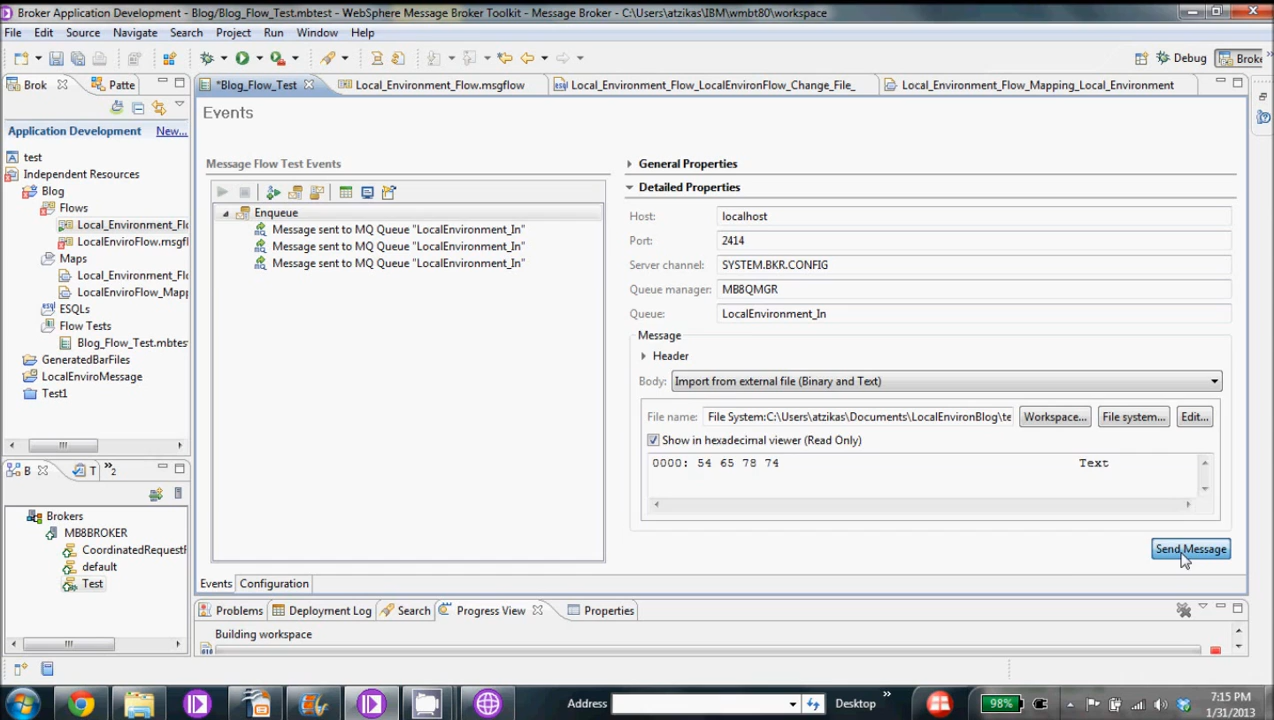 Broker Application Development - Blog/Blog_Flow_Test.mbtest - WebSphere Message Broker Toolkit - Message Broker - C:\Users\atzikas\IBM\wmbt80\workspace
File Edit Source Navigate Search Project Run Window Help
Debug Broke
Brok Patte
*Blog_Flow_Test Local_Environment_Flow.msgflow Local_Environment_Flow_LocalEnvironFlow_Change_File_ Local_Environment_Flow_Mapping_Local_Environment
Application Development New...
test
Independent Resources
Blog
Flows
Local_Environment_Flo
LocalEnviroFlow.msgf
Maps
Local_Environment_Fl
LocalEnviroFlow_Mapp
ESQLs
Flow Tests
Blog_Flow_Test.mbtes
GeneratedBarFiles
LocalEnviroMessage
Test1
B T »2
Brokers
MB8BROKER
CoordinatedRequestR
default
Test
Events
Message Flow Test Events
Enqueue
Message sent to MQ Queue "LocalEnvironment_In"
Message sent to MQ Queue "LocalEnvironment_In"
Message sent to MQ Queue "LocalEnvironment_In"
General Properties
Detailed Properties
Host: localhost
Port: 2414
Server channel: SYSTEM.BKR.CONFIG
Queue manager: MB8QMGR
Queue: LocalEnvironment_In
Message
Header
Body: Import from external file (Binary and Text)
File name: File System:C:\Users\atzikas\Documents\LocalEnvironBlog\te Workspace... File system... Edit...
Show in hexadecimal viewer (Read Only)
0000: 54 65 78 74 Text
Send Message
Events Configuration
Problems Deployment Log Search Progress View Properties
Building workspace
Address Desktop » 98% 7:15 PM
1/31/2013